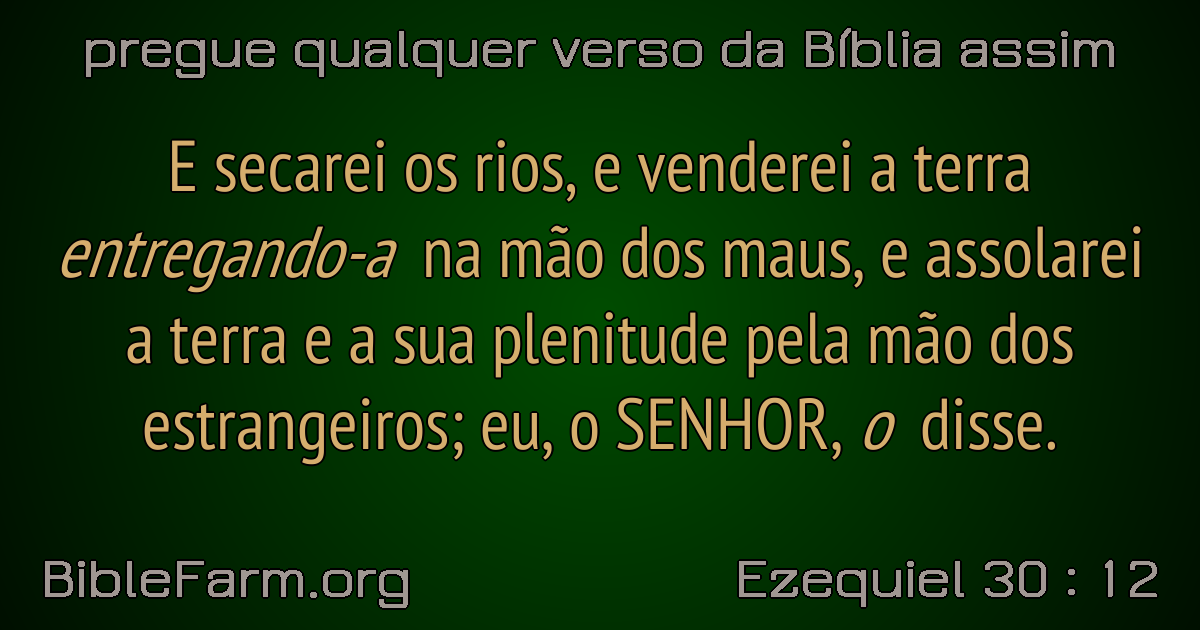 pregue qualquer verso da Bíblia assim
E secarei os rios, e venderei a terra
entregando-a na mão dos maus, e assolarei
a terra e a sua plenitude pela mão dos
estrangeiros; eu, o SENHOR, o disse.
BibleFarm.org
Ezequiel 30 : 12